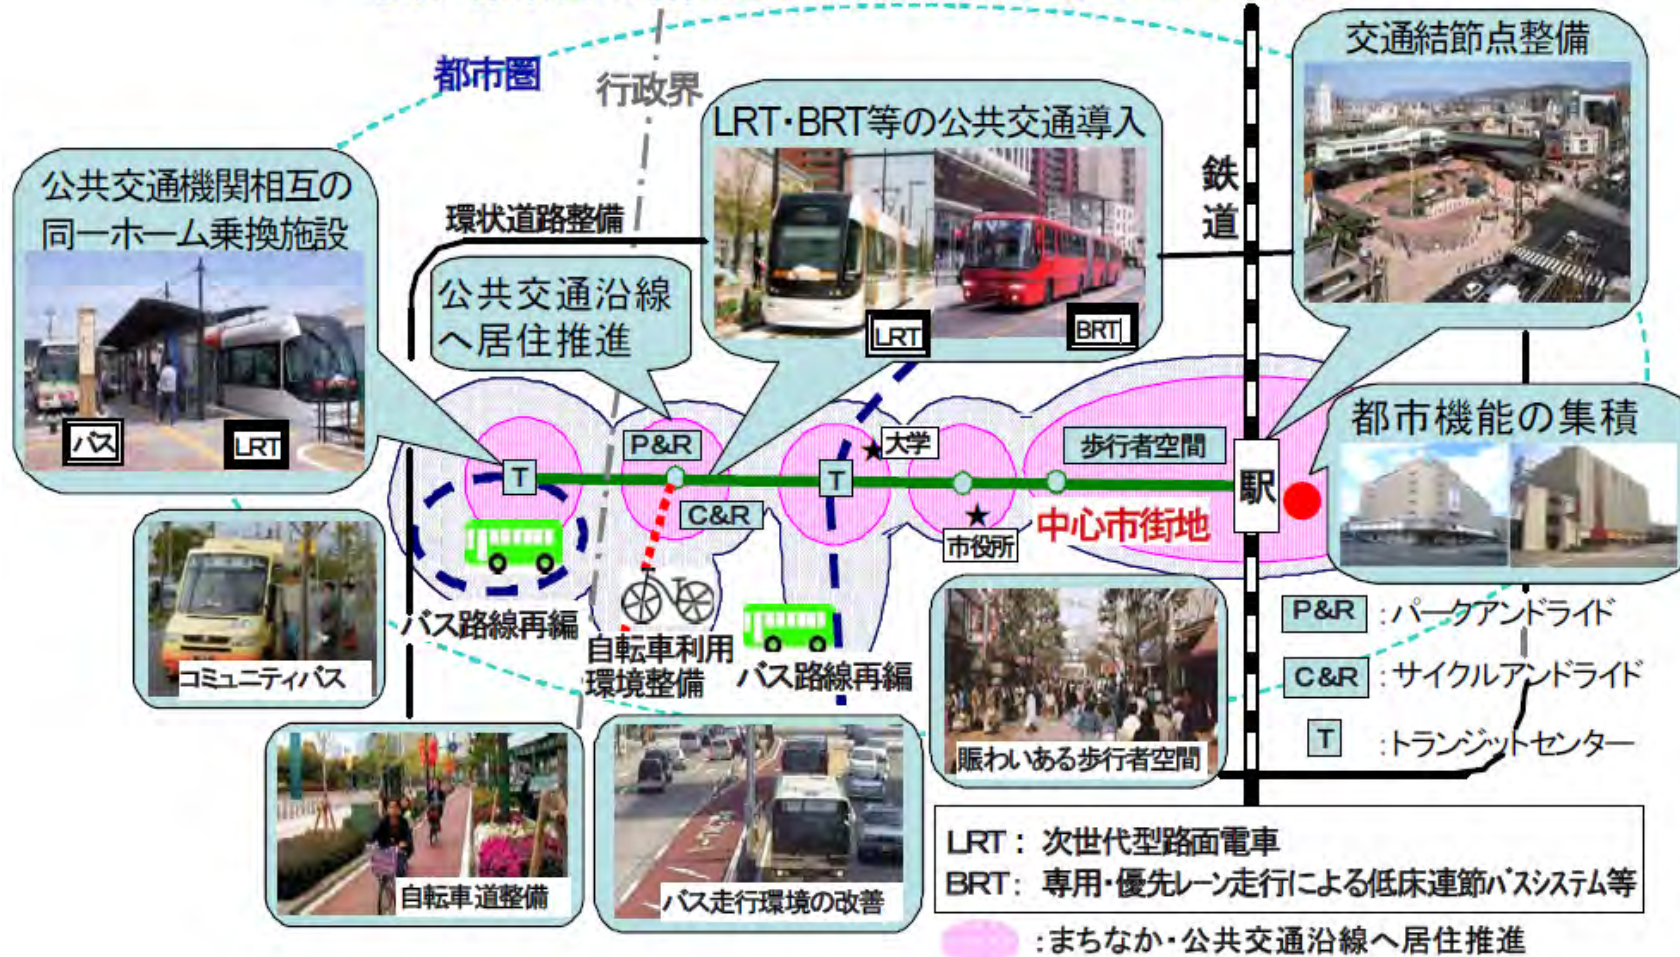 都市圏
行政界
交通結節点整備
LRT・BRT等の公共交通導入
LRT
BRT
鉄道
公共交通機関相互の
同一ホーム乗換施設
バス
LRT
環状道路整備
公共交通沿線
へ居住推進
都市機能の集積
P&R
大学
歩行者空間
T
T
駅
C&R
市役所
中心市街地
バス路線再編
コミュニティバス
自転車利用
環境整備
バス路線再編
賑わいある歩行者空間
P&R：パークアンドライド
C&R：サイクルアンドライド
T：トランジットセンター
自転車道整備
バス走行環境の改善
LRT： 次世代型路面電車
BRT： 専用・優先レーン走行による低床連節バスシステム等
：まちなか・公共交通沿線へ居住推進